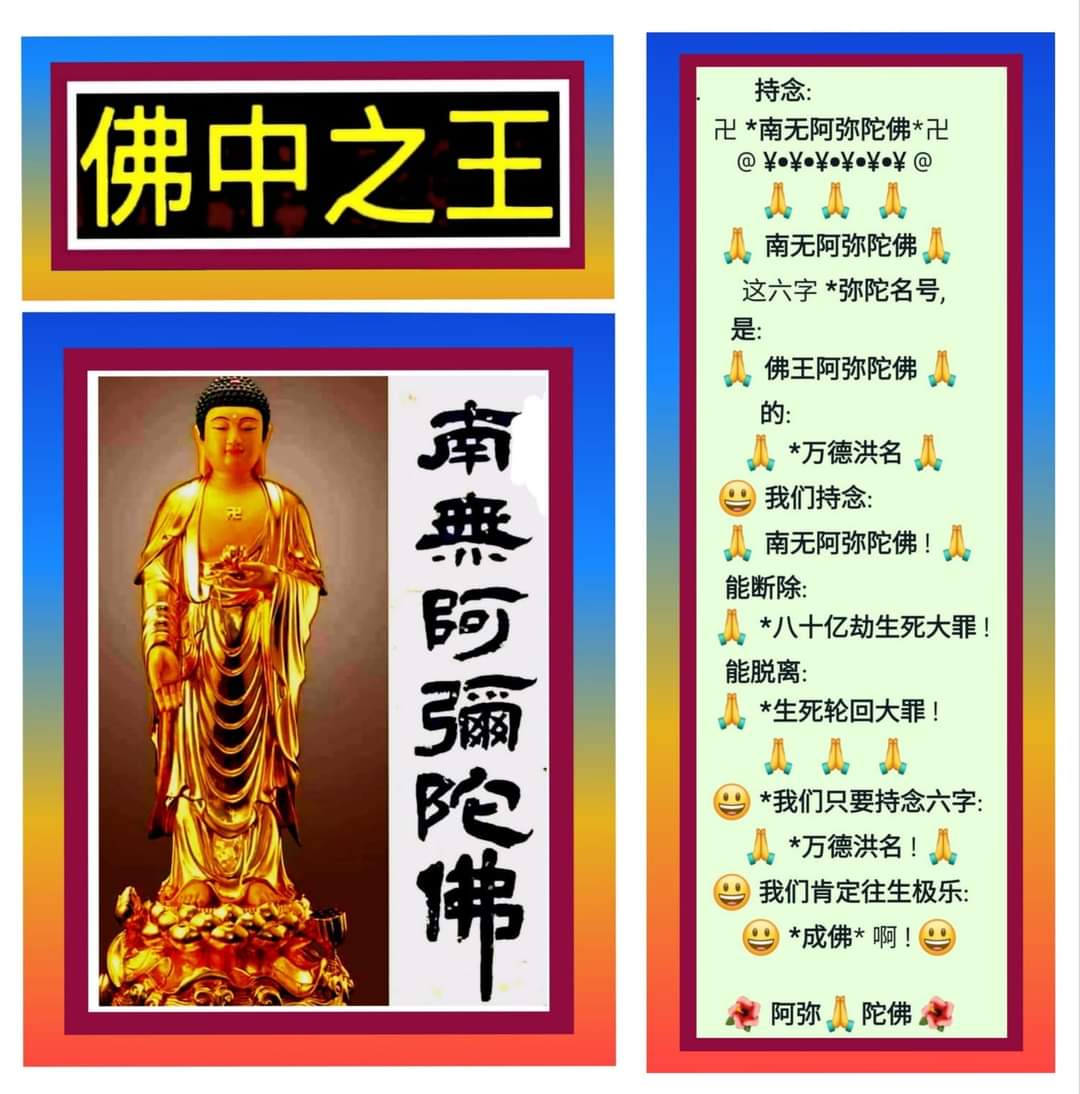 佛中之王
南無阿彌陀佛
. 持念:
卍 *南无阿弥陀佛*卍
@ ¥•¥•¥•¥•¥•¥ @
🙏 🙏 🙏
🙏 南无阿弥陀佛🙏
这六字 *弥陀名号,
是:
🙏 佛王阿弥陀佛 🙏
的:
🙏 *万德洪名 🙏
😃 我们持念:
🙏 南无阿弥陀佛！🙏
能断除:
🙏 *八十亿劫生死大罪！
能脱离:
🙏 *生死轮回大罪！
🙏 🙏 🙏
😃 *我们只要持念六字:
🙏 *万德洪名！🙏
😃 我们肯定往生极乐:
😃 *成佛* 啊！😃
🌺 阿弥🙏陀佛 🌺